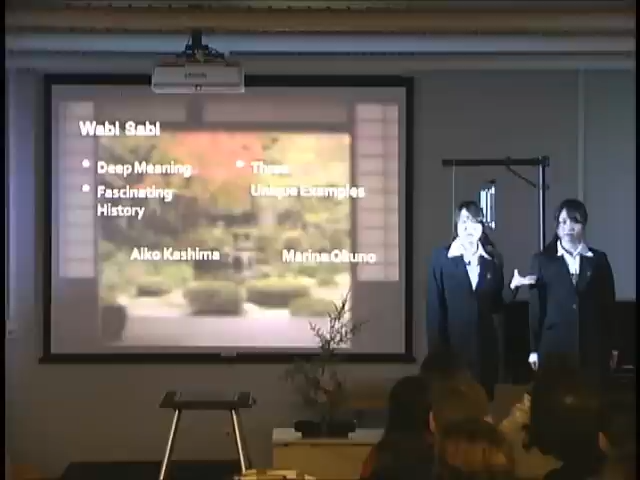 Wabi Sabi
• Deep Meaning
• Fascinating
History
• Three
Unique Examples
Aiko Kashima
Marina Okuno